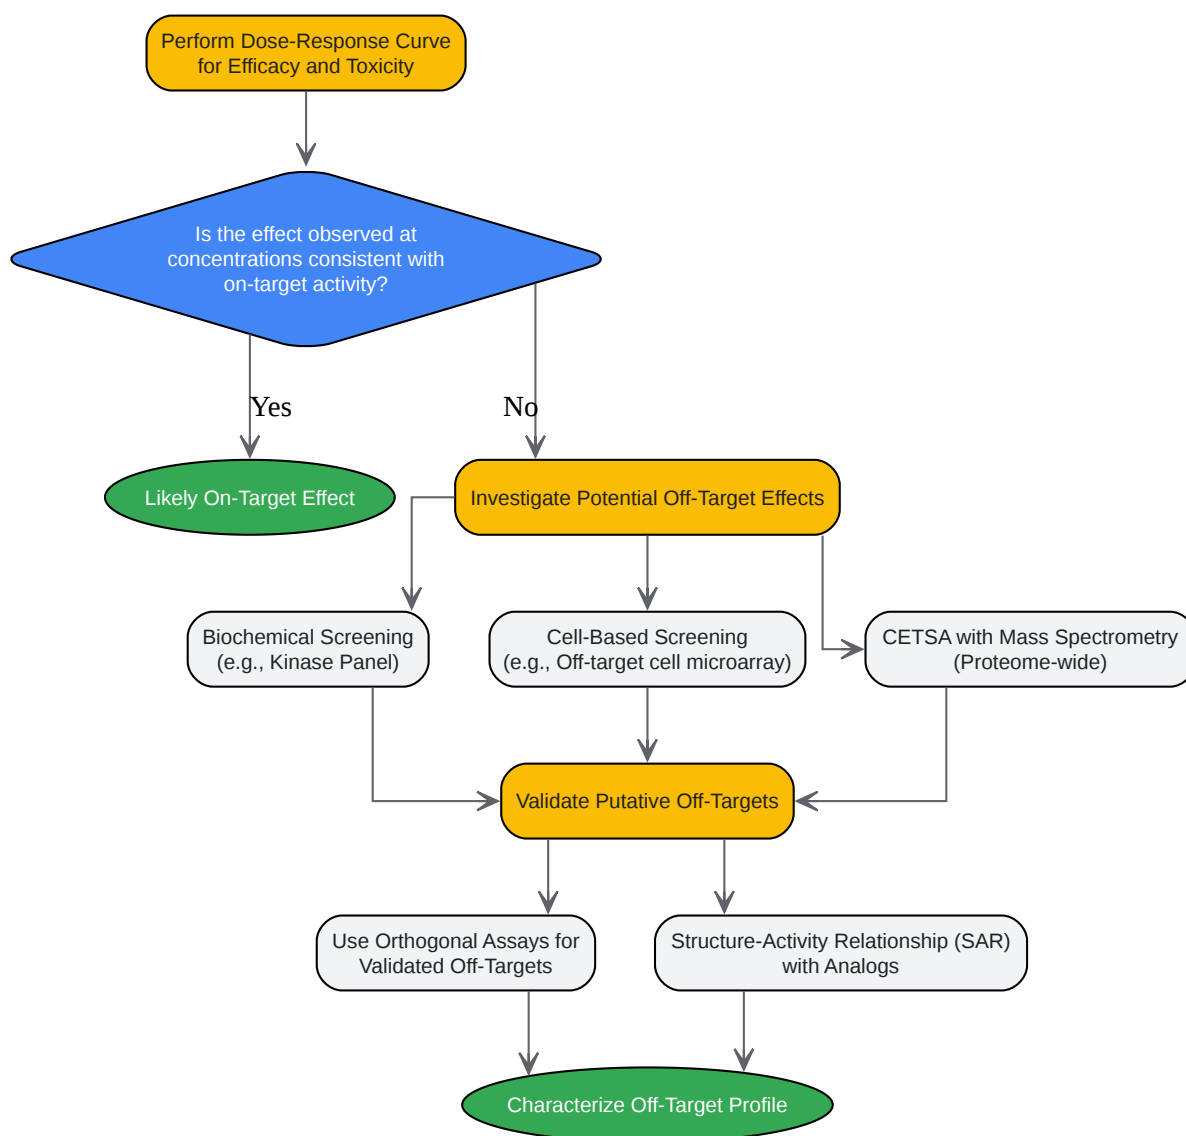 Perform Dose-Response Curve
for Efficacy and Toxicity
Is the effect observed at
concentrations consistent with
on-target activity?
Yes
No
Likely On-Target Effect
Investigate Potential Off-Target Effects
Biochemical Screening
(e.g., Kinase Panel)
Cell-Based Screening
(e.g., Off-target cell microarray)
CETSA with Mass Spectrometry
(Proteome-wide)
Validate Putative Off-Targets
Use Orthogonal Assays for
Validated Off-Targets
Structure-Activity Relationship (SAR)
with Analogs
Characterize Off-Target Profile